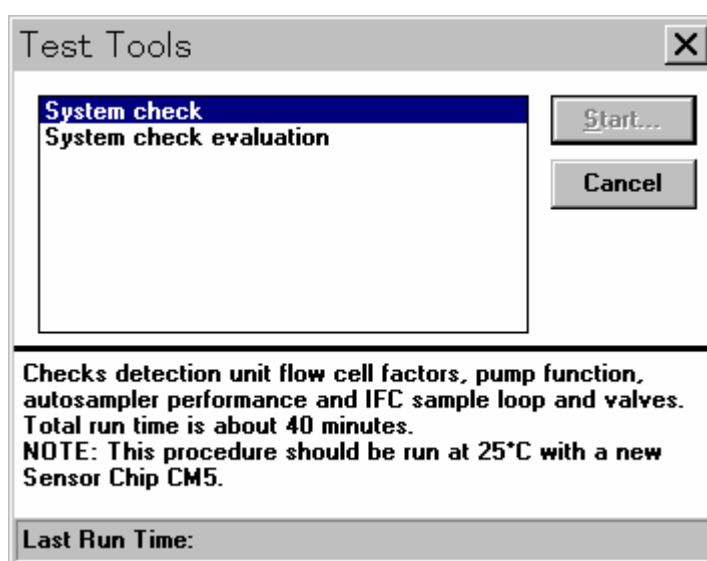 Test Tools
System check
System check evaluation
Start...
Cancel
Checks detection unit flow cell factors, pump function,
autosampler performance and IFC sample loop and valves.
Total run time is about 40 minutes.
NOTE: This procedure should be run at 25°C with a new
Sensor Chip CM5.
Last Run Time: